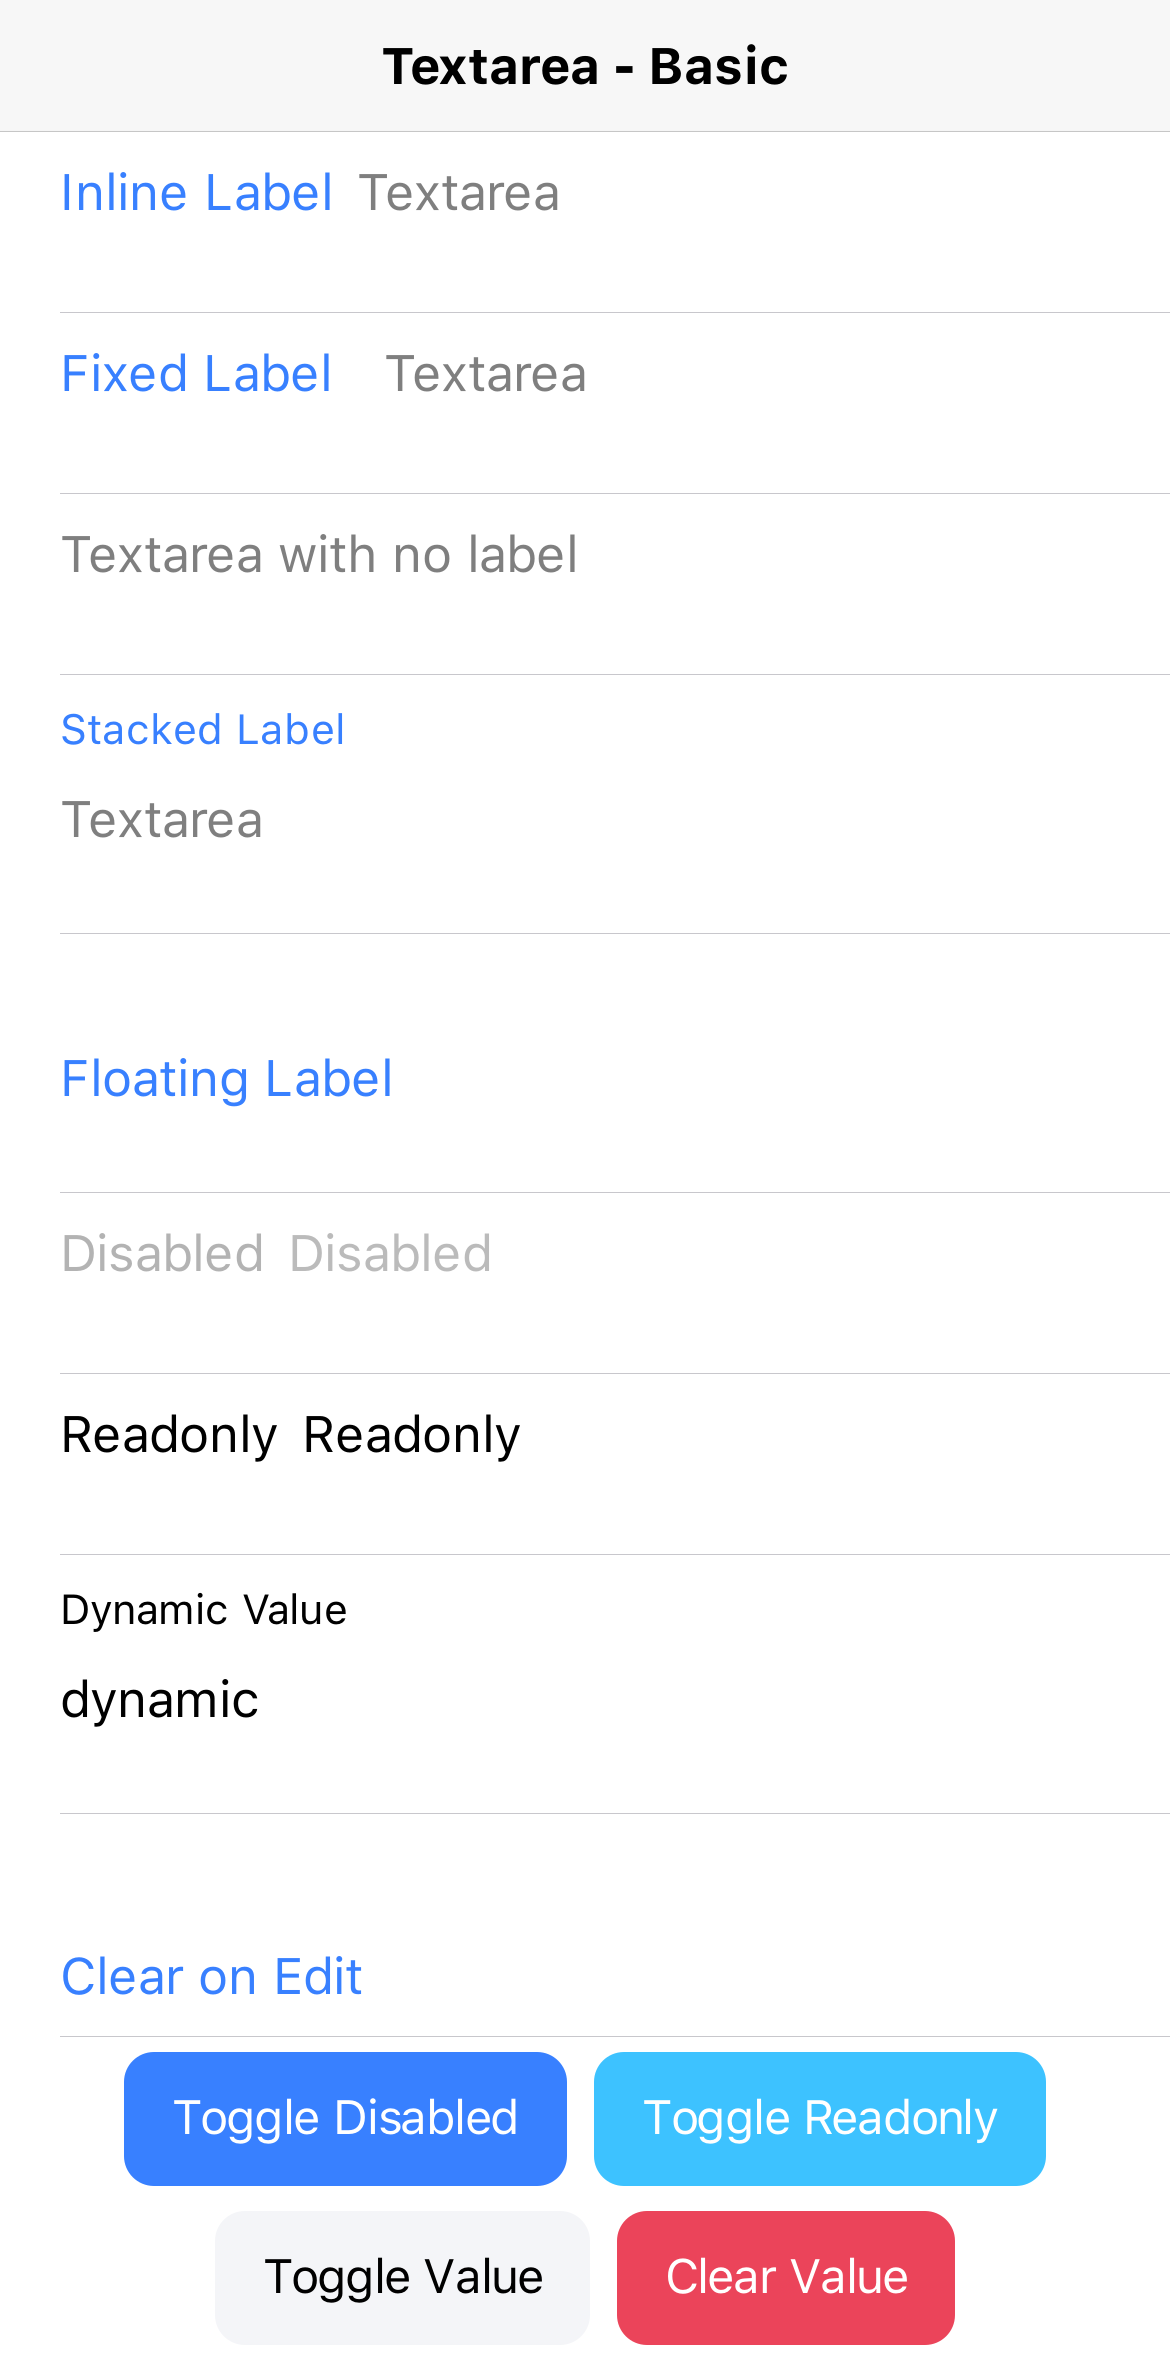 Textarea - Basic
Inline Label Textarea
Fixed Label Textarea
Textarea with no label
Stacked Label
Textarea
Floating Label
Disabled Disabled
Readonly Readonly
Dynamic Value
dynamic
Clear on Edit
Toggle Disabled Toggle Readonly
Toggle Value Clear Value